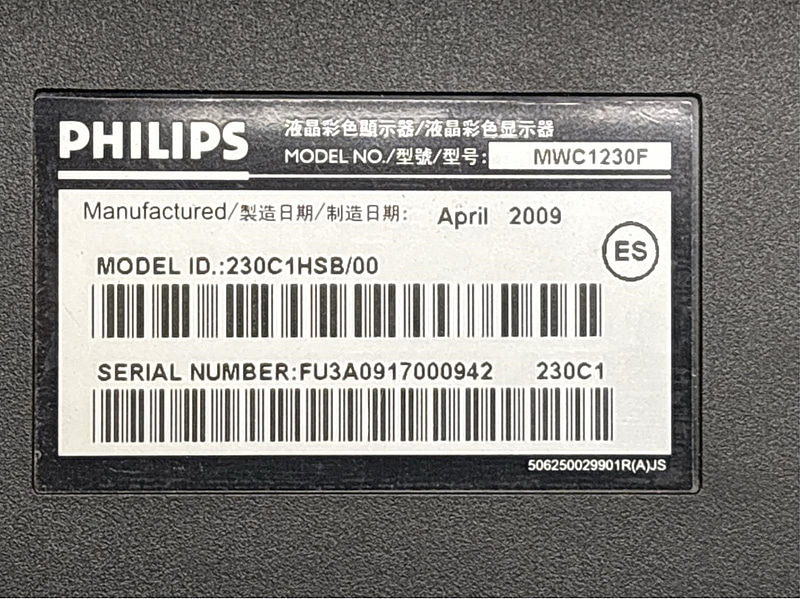 PHILIPS
液晶彩色顯示器/液晶彩色显示器
MODEL NO./型號/型号: MWC1230F
Manufactured/製造日期/制造日期: April 2009
ES
MODEL ID.:230C1HSB/00
SERIAL NUMBER:FU3A0917000942 230C1
506250029901R(A)JS